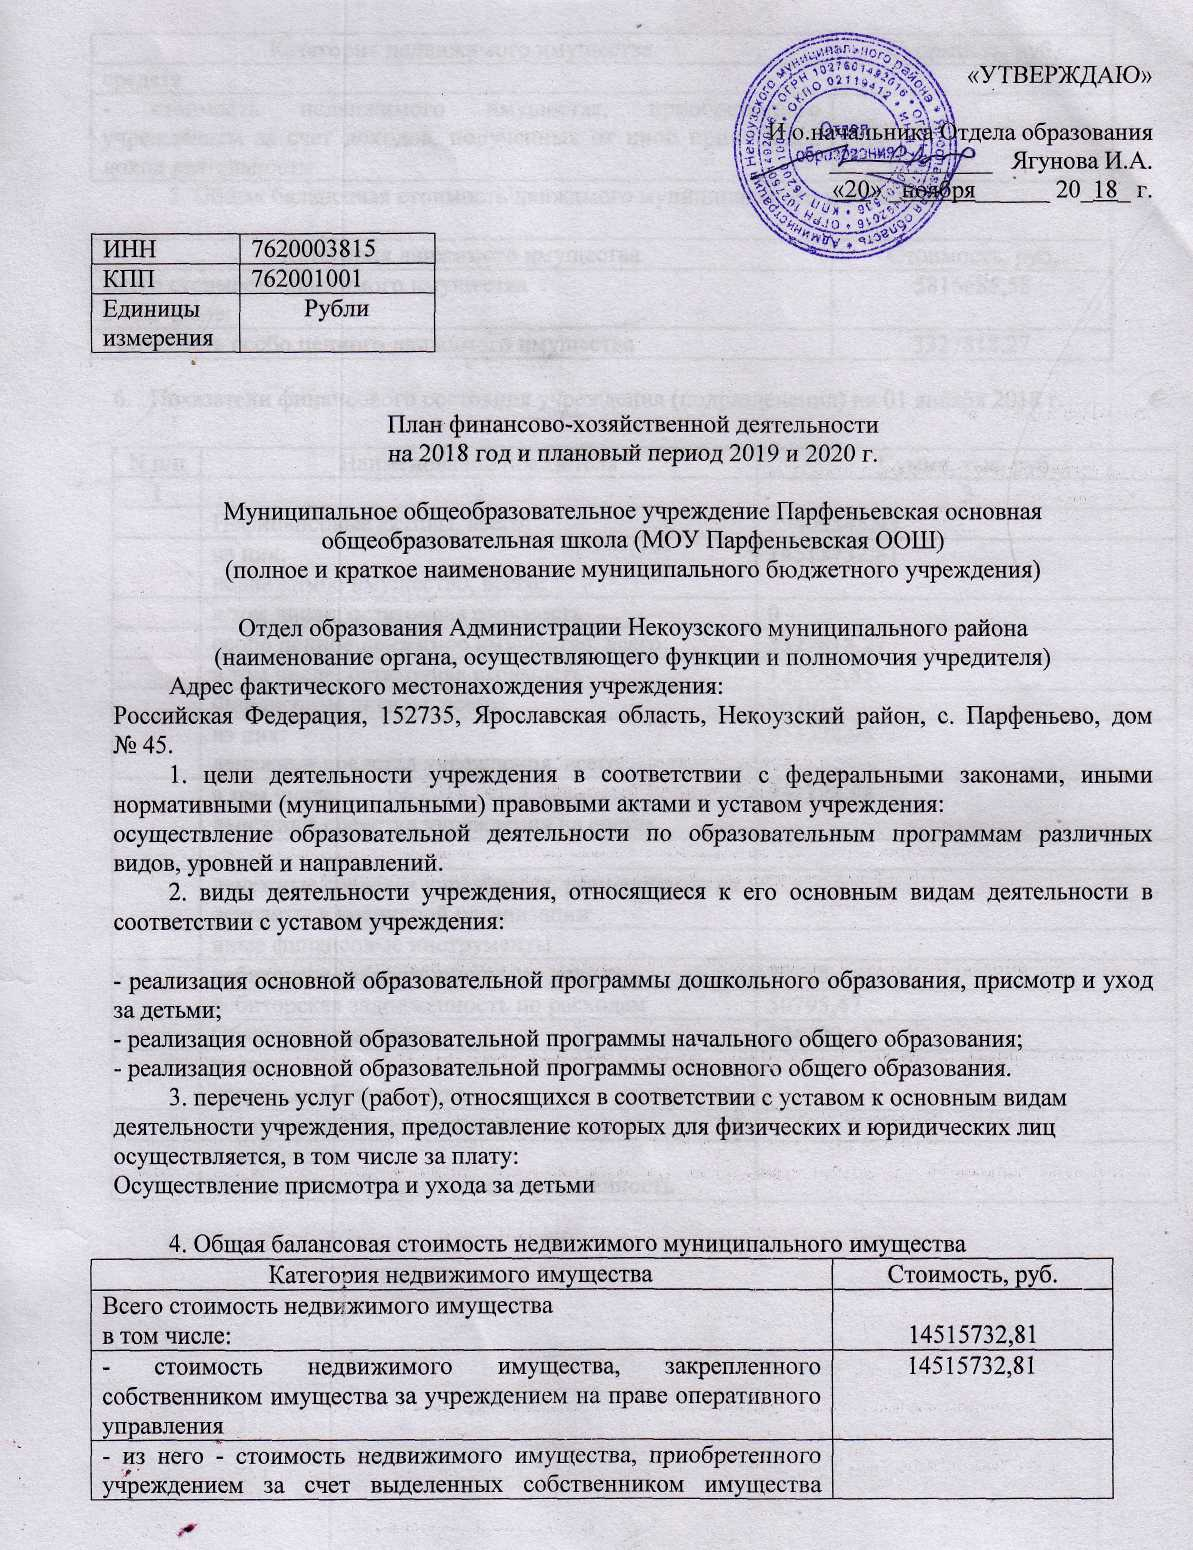 «УТВЕРЖДАЮ»
И.о.начальника Отдела образования
Ягунова И.А.
«20» ноября 20 18 г.
Отдел
образования
ИНН 7620003815
КПП 762001001
Единицы Рубли
измерения
План финансово-хозяйственной деятельности
на 2018 год и плановый период 2019 и 2020 г.
Муниципальное общеобразовательное учреждение Парфеньевская основная
общеобразовательная школа (МОУ Парфеньевская ООШ)
(полное и краткое наименование муниципального бюджетного учреждения)
Отдел образования Администрации Некоузского муниципального района
(наименование органа, осуществляющего функции и полномочия учредителя)
Адрес фактического местонахождения учреждения:
Российская Федерация, 152735, Ярославская область, Некоузский район, с. Парфеньево, дом
№ 45.
1. цели деятельности учреждения в соответствии с федеральными законами, иными
нормативными (муниципальными) правовыми актами и уставом учреждения:
осуществление образовательной деятельности по образовательным программам различных
видов, уровней и направлений.
2. виды деятельности учреждения, относящиеся к его основным видам деятельности в
соответствии с уставом учреждения:
- реализация основной образовательной программы дошкольного образования, присмотр и уход
за детьми;
- реализация основной образовательной программы начального общего образования;
- реализация основной образовательной программы основного общего образования.
3. перечень услуг (работ), относящихся в соответствии с уставом к основным видам
деятельности учреждения, предоставление которых для физических и юридических лиц
осуществляется, в том числе за плату:
Осуществление присмотра и ухода за детьми
4. Общая балансовая стоимость недвижимого муниципального имущества
Категория недвижимого имущества Стоимость, руб.
Всего стоимость недвижимого имущества
в том числе: 14515732,81
- стоимость недвижимого имущества, закрепленного 14515732,81
собственником имущества за учреждением на праве оперативного
управления
- из него - стоимость недвижимого имущества, приобретенного
учреждением за счет выделенных собственником имущества